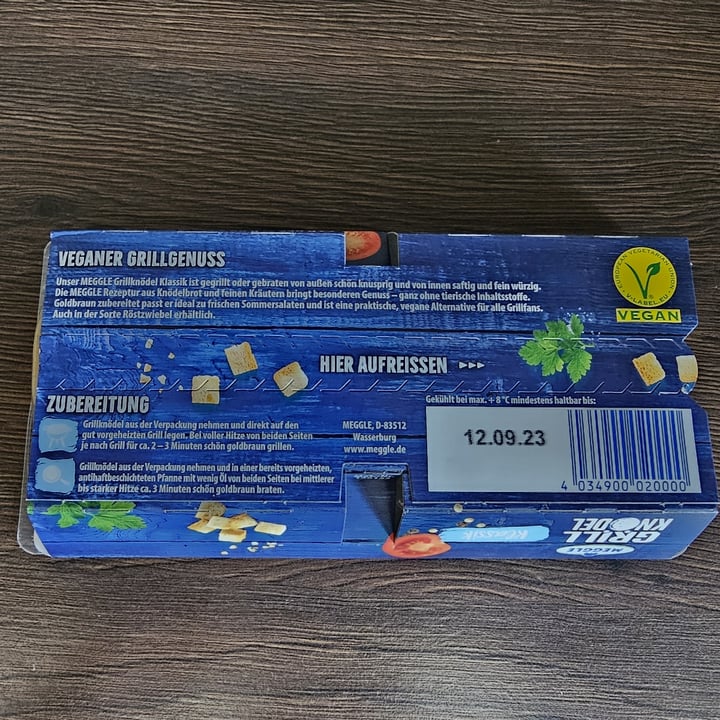 VEGANER GRILLGENUSS
Unser MEGGLE Grillknödel Klassik ist gegrillt oder gebraten von außen schön knusprig und von innen saftig und fein würzig.
Die MEGGLE Rezeptur aus Knödelbrot und feinen Kräutern bringt besonderen Genuss – ganz ohne tierische Inhaltsstoffe.
Goldbraun zubereitet passt er ideal zu frischen Sommersalaten und ist eine praktische, vegane Alternative für alle Grillfans.
Auch in der Sorte Röstzwiebel erhältlich.
EUROPEAN VEGETARIAN UNION
V-LABEL.EU
VEGAN
HIER AUFREISSEN
ZUBEREITUNG
Grillknödel aus der Verpackung nehmen und direkt auf den
gut vorgeheizten Grill legen. Bei voller Hitze von beiden Seiten
je nach Grill für ca. 2–3 Minuten schön goldbraun grillen.
Grillknödel aus der Verpackung nehmen und in einer bereits vorgeheizten,
antihaftbeschichteten Pfanne mit wenig Öl von beiden Seiten bei mittlerer
bis starker Hitze ca. 3 Minuten schön goldbraun braten.
MEGGLE, D-83512
Wasserburg
www.meggle.de
Gekühlt bei max. + 8 °C mindestens haltbar bis:
12.09.23
4 034900 020000
MEGGLE
GRILL
KNÖDEL
KLASSIK